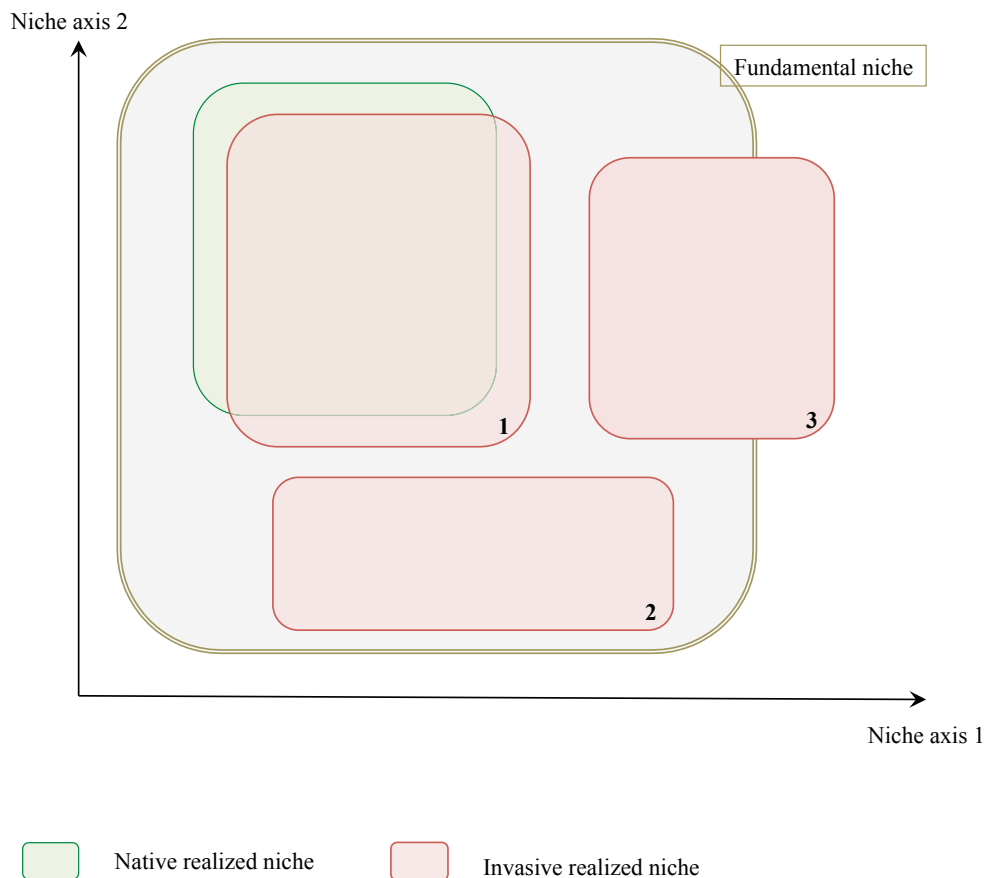 Niche axis 2
Fundamental niche
1
3
2
Niche axis 1
Native realized niche
Invasive realized niche